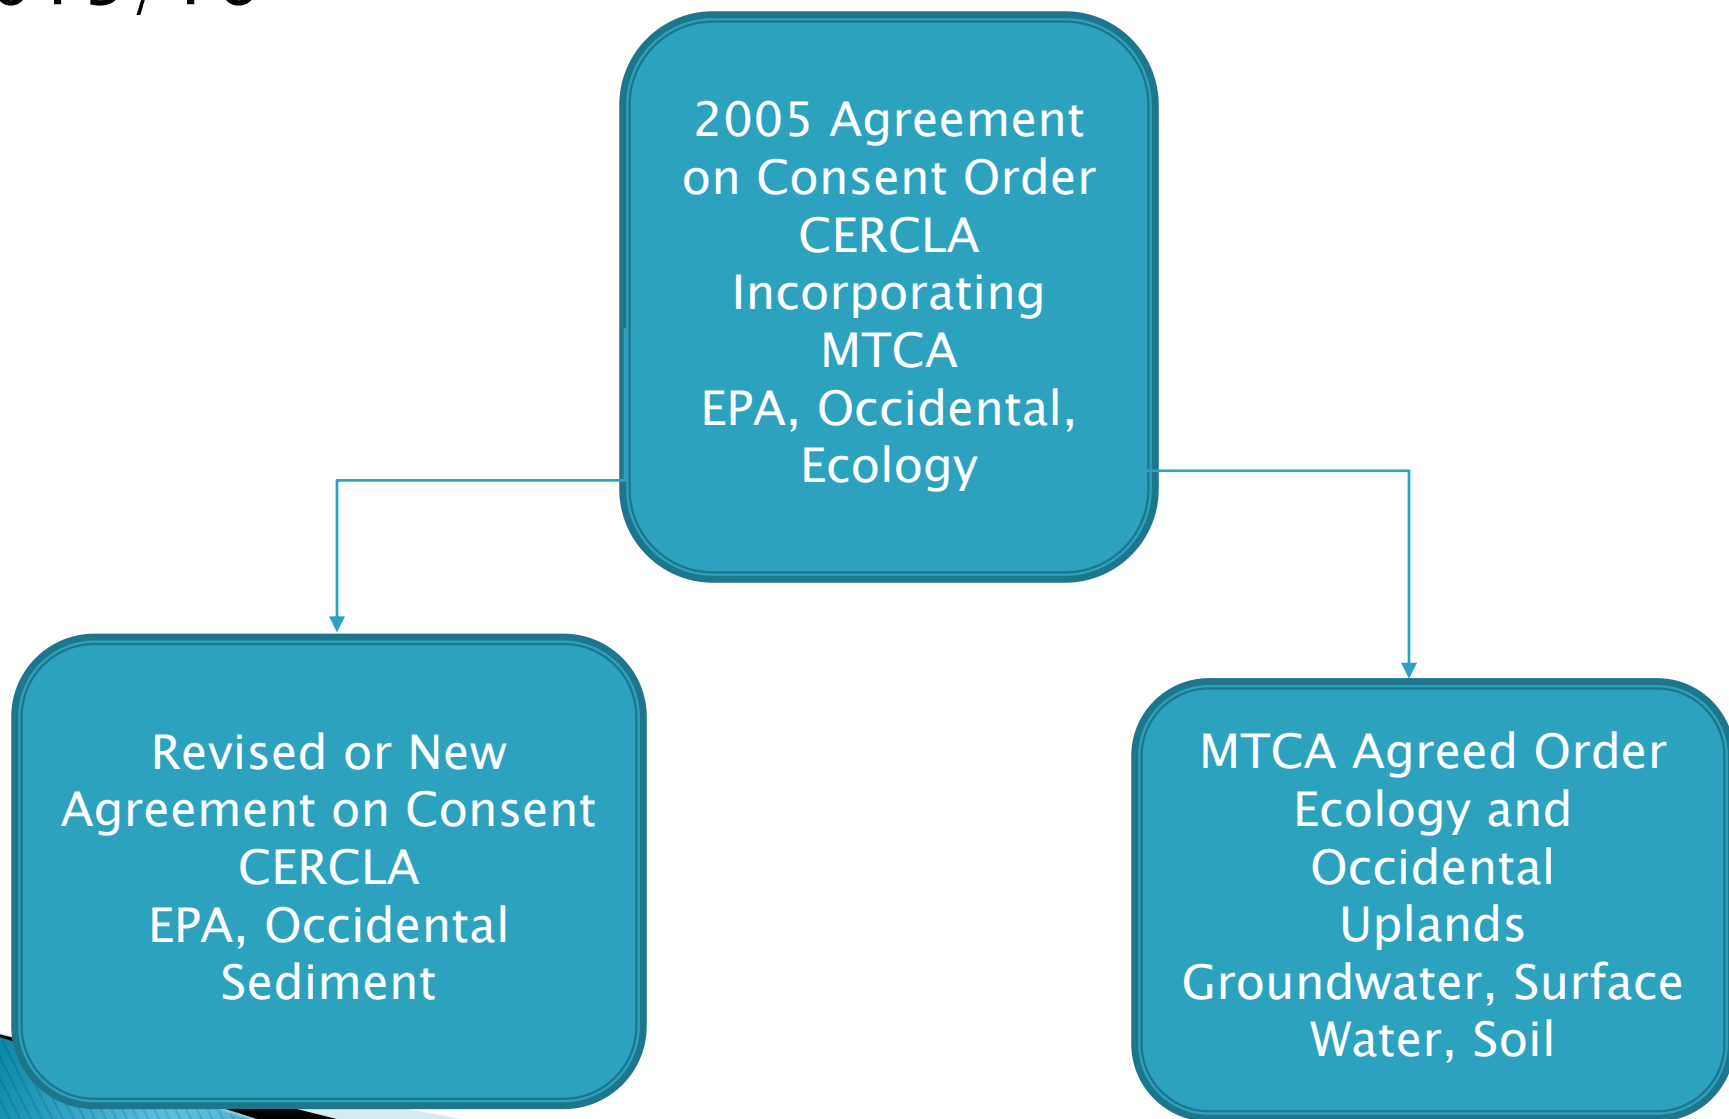 2005 Agreement
on Consent Order
CERCLA
Incorporating
MTCA
EPA, Occidental,
Ecology
Revised or New
Agreement on Consent
CERCLA
EPA, Occidental
Sediment
MTCA Agreed Order
Ecology and
Occidental
Uplands
Groundwater, Surface
Water, Soil